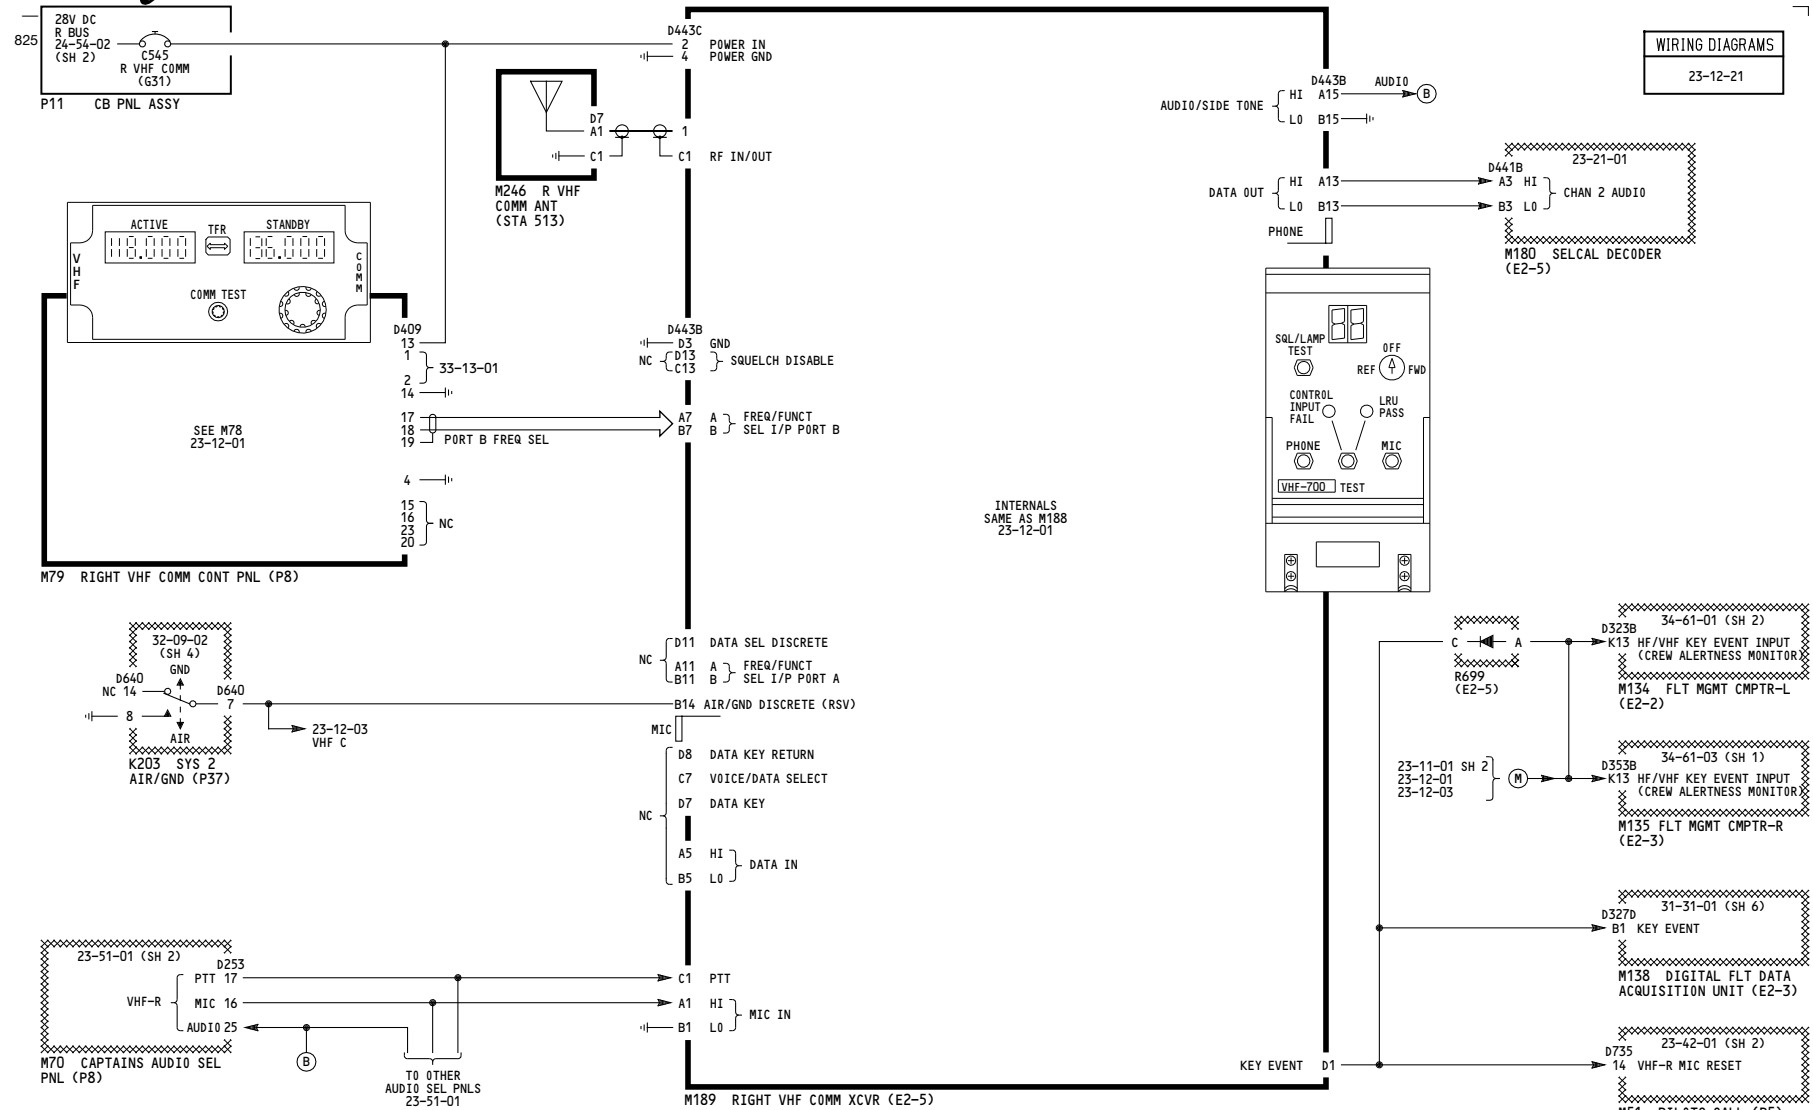 825
28V DC
R BUS
24-54-02
(SH 2)
C545
R VHF COMM
(G31)
P11 CB PNL ASSY
D443C
2 POWER IN
4 POWER GND
D7
A1
1
C1
C1 RF IN/OUT
M246 R VHF
COMM ANT
(STA 513)
WIRING DIAGRAMS
23-12-21
D443B
AUDIO/SIDE TONE
HI A15 AUDIO B
LO B15
DATA OUT
HI A13
LO B13
PHONE
23-21-01
D441B
A3 HI
B3 LO
CHAN 2 AUDIO
M180 SELCAL DECODER
(E2-5)
VHF
ACTIVE
118.000
TFR
STANDBY
136.000
COMM
COMM TEST
D409
13
1
2
33-13-01
14
17
18
19 PORT B FREQ SEL
4
15
16
23
20
NC
SEE M78
23-12-01
M79 RIGHT VHF COMM CONT PNL (P8)
D443B
D3 GND
NC D13
C13
SQUELCH DISABLE
A7 A
B7 B
FREQ/FUNCT
SEL I/P PORT B
INTERNALS
SAME AS M188
23-12-01
88
SQL/LAMP
TEST
OFF
REF FWD
CONTROL
INPUT
FAIL
LRU
PASS
PHONE MIC
VHF-700 TEST
32-09-02
(SH 4)
GND
D640
NC 14
8
AIR
D640
7
K203 SYS 2
AIR/GND (P37)
23-12-03
VHF C
NC
D11 DATA SEL DISCRETE
A11 A
B11 B
FREQ/FUNCT
SEL I/P PORT A
B14 AIR/GND DISCRETE (RSV)
MIC
NC
D8 DATA KEY RETURN
C7 VOICE/DATA SELECT
D7 DATA KEY
A5 HI
B5 LO
DATA IN
C A
R699
(E2-5)
34-61-01 (SH 2)
D323B
K13 HF/VHF KEY EVENT INPUT
(CREW ALERTNESS MONITOR)
M134 FLT MGMT CMPTR-L
(E2-2)
23-11-01 SH 2
23-12-01
23-12-03
M
34-61-03 (SH 1)
D353B
K13 HF/VHF KEY EVENT INPUT
(CREW ALERTNESS MONITOR)
M135 FLT MGMT CMPTR-R
(E2-3)
31-31-01 (SH 6)
D327D
B1 KEY EVENT
M138 DIGITAL FLT DATA
ACQUISITION UNIT (E2-3)
23-51-01 (SH 2)
D253
VHF-R
PTT 17
MIC 16
AUDIO 25
M70 CAPTAINS AUDIO SEL
PNL (P8)
B
TO OTHER
AUDIO SEL PNLS
23-51-01
C1 PTT
A1 HI
B1 LO
MIC IN
KEY EVENT D1
M189 RIGHT VHF COMM XCVR (E2-5)
23-42-01 (SH 2)
D735
14 VHF-R MIC RESET